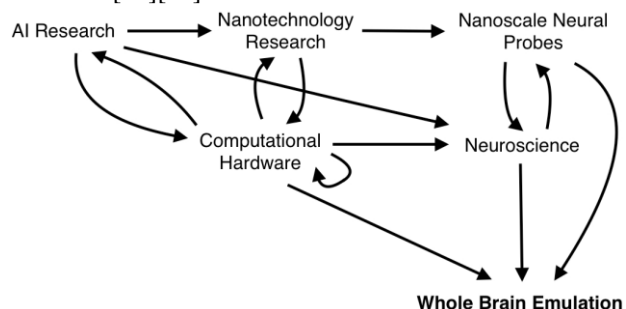 AI Research
Nanotechnology
Research
Nanoscale Neural
Probes
Computational
Hardware
Neuroscience
Whole Brain Emulation